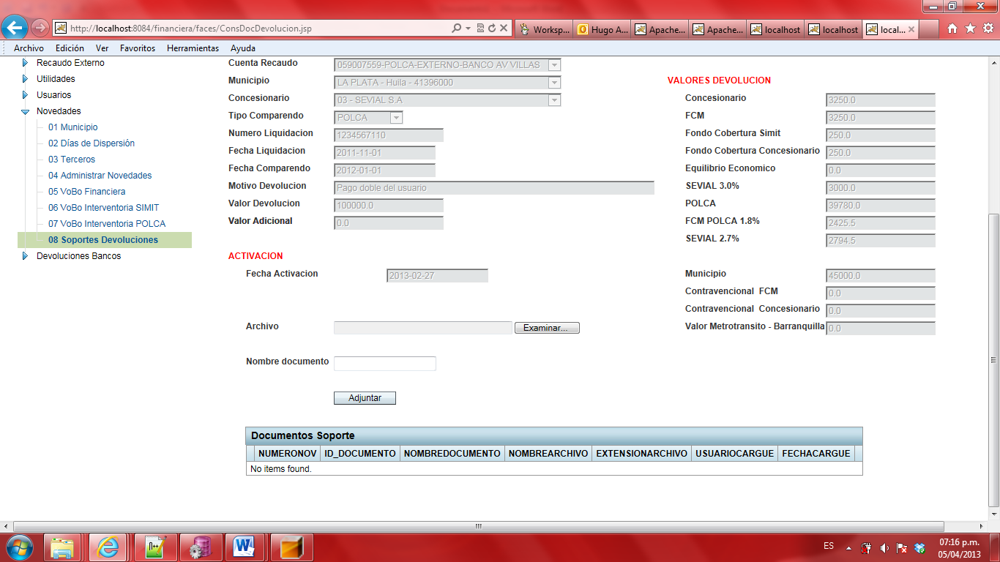 http://localhost:8084/financiera/faces/ConsDocDevolucion.jsp
Worksp...
Hugo A...
Apache...
Apache...
localhost
localhost
local...
Archivo Edición Ver Favoritos Herramientas Ayuda
Recaudo Externo
Utilidades
Usuarios
Novedades
01 Municipio
02 Días de Dispersión
03 Terceros
04 Administrar Novedades
05 VoBo Financiera
06 VoBo Interventoria SIMIT
07 VoBo Interventoria POLCA
08 Soportes Devoluciones
Devoluciones Bancos
Cuenta Recaudo 059007559-POLCA-EXTERNO-BANCO AV VILLAS
Municipio LA PLATA - Huila - 41396000
Concesionario 03 - SEVIAL S.A
Tipo Comparendo POLCA
Numero Liquidacion 1234567110
Fecha Liquidacion 2011-11-01
Fecha Comparendo 2012-01-01
Motivo Devolucion Pago doble del usuario
Valor Devolucion 100000.0
Valor Adicional 0.0
ACTIVACION
Fecha Activacion 2013-02-27
Archivo Examinar...
Nombre documento
Adjuntar
VALORES DEVOLUCION
Concesionario 3250.0
FCM 3250.0
Fondo Cobertura Simit 250.0
Fondo Cobertura Concesionario 250.0
Equilibrio Economico 0.0
SEVIAL 3.0% 3000.0
POLCA 39780.0
FCM POLCA 1.8% 2425.5
SEVIAL 2.7% 2794.5
Municipio 45000.0
Contravencional FCM 0.0
Contravencional Concesionario 0.0
Valor Metrotransito - Barranquilla 0.0
Documentos Soporte
NUMERONOV ID_DOCUMENTO NOMBREDOCUMENTO NOMBREARCHIVO EXTENSIONARCHIVO USUARIOCARGUE FECHACARGUE
No items found.
ES
07:16 p.m.
05/04/2013